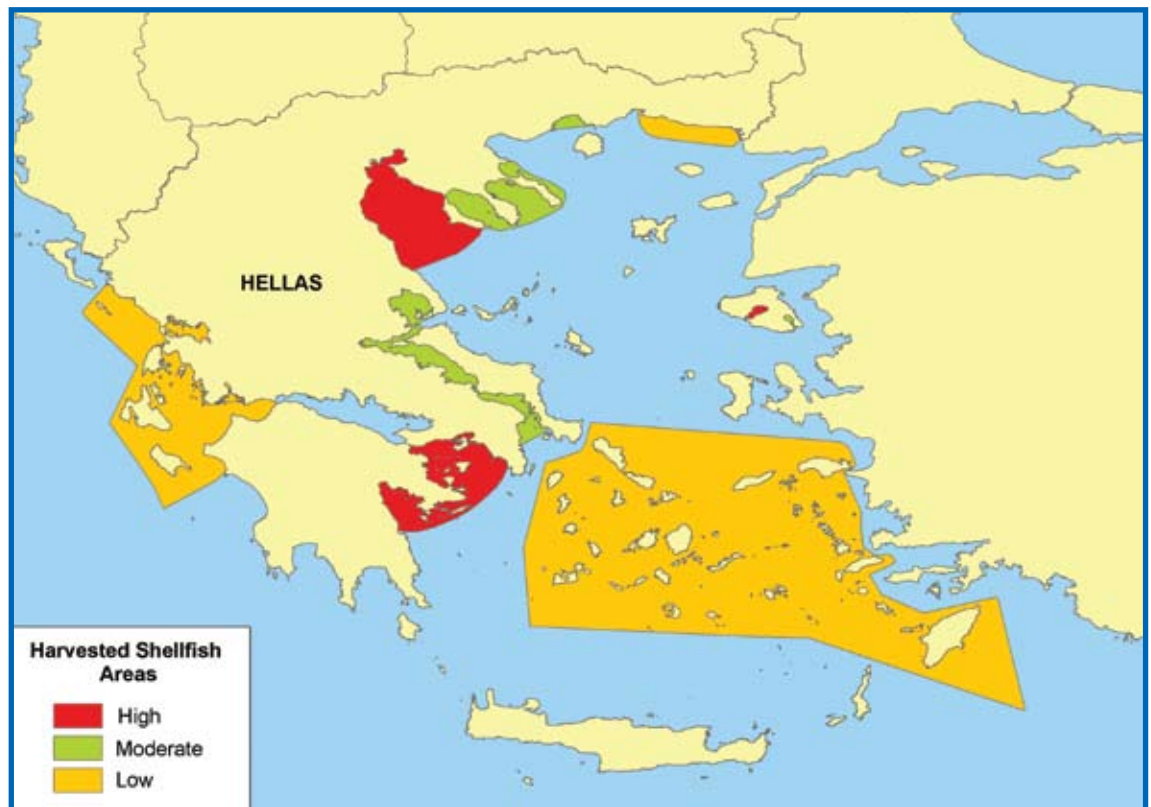 HELLAS
Harvested Shellfish
Areas
High
Moderate
Low